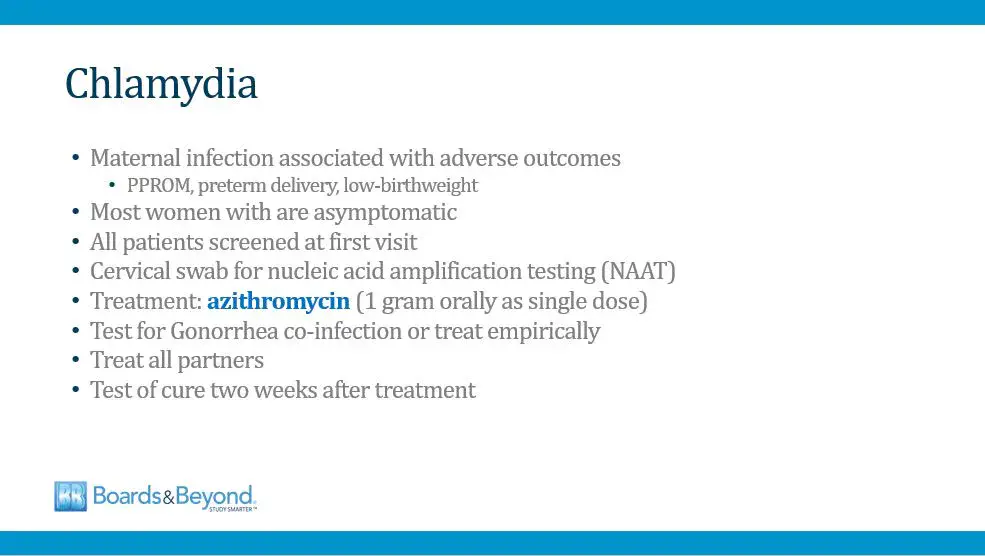 Chlamydia
• Maternal infection associated with adverse outcomes
• PPROM, preterm delivery, low-birthweight
• Most women with are asymptomatic
• All patients screened at first visit
• Cervical swab for nucleic acid amplification testing (NAAT)
• Treatment: azithromycin (1 gram orally as single dose)
• Test for Gonorrhea co-infection or treat empirically
• Treat all partners
• Test of cure two weeks after treatment
BB Boards&Beyond®
STUDY SMARTER™